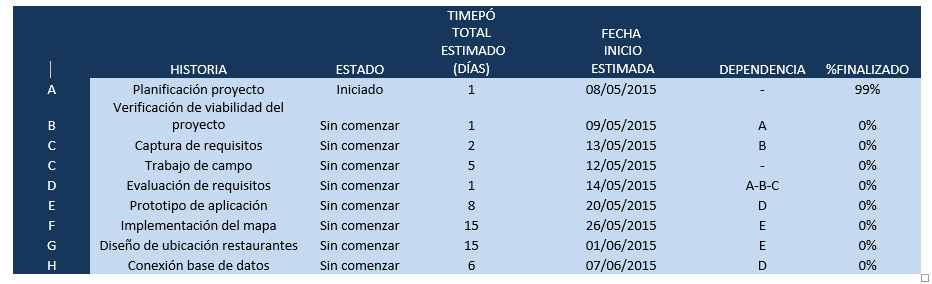 HISTORIA ESTADO TIMEPÓ TOTAL ESTIMADO (DÍAS) FECHA INICIO ESTIMADA DEPENDENCIA %FINALIZADO
A Planificación proyecto Iniciado 1 08/05/2015 - 99%
B Verificación de viabilidad del proyecto Sin comenzar 1 09/05/2015 A 0%
C Captura de requisitos Sin comenzar 2 13/05/2015 B 0%
C Trabajo de campo Sin comenzar 5 12/05/2015 - 0%
D Evaluación de requisitos Sin comenzar 1 14/05/2015 A-B-C 0%
E Prototipo de aplicación Sin comenzar 8 20/05/2015 D 0%
F Implementación del mapa Sin comenzar 15 26/05/2015 E 0%
G Diseño de ubicación restaurantes Sin comenzar 15 01/06/2015 E 0%
H Conexión base de datos Sin comenzar 6 07/06/2015 D 0%